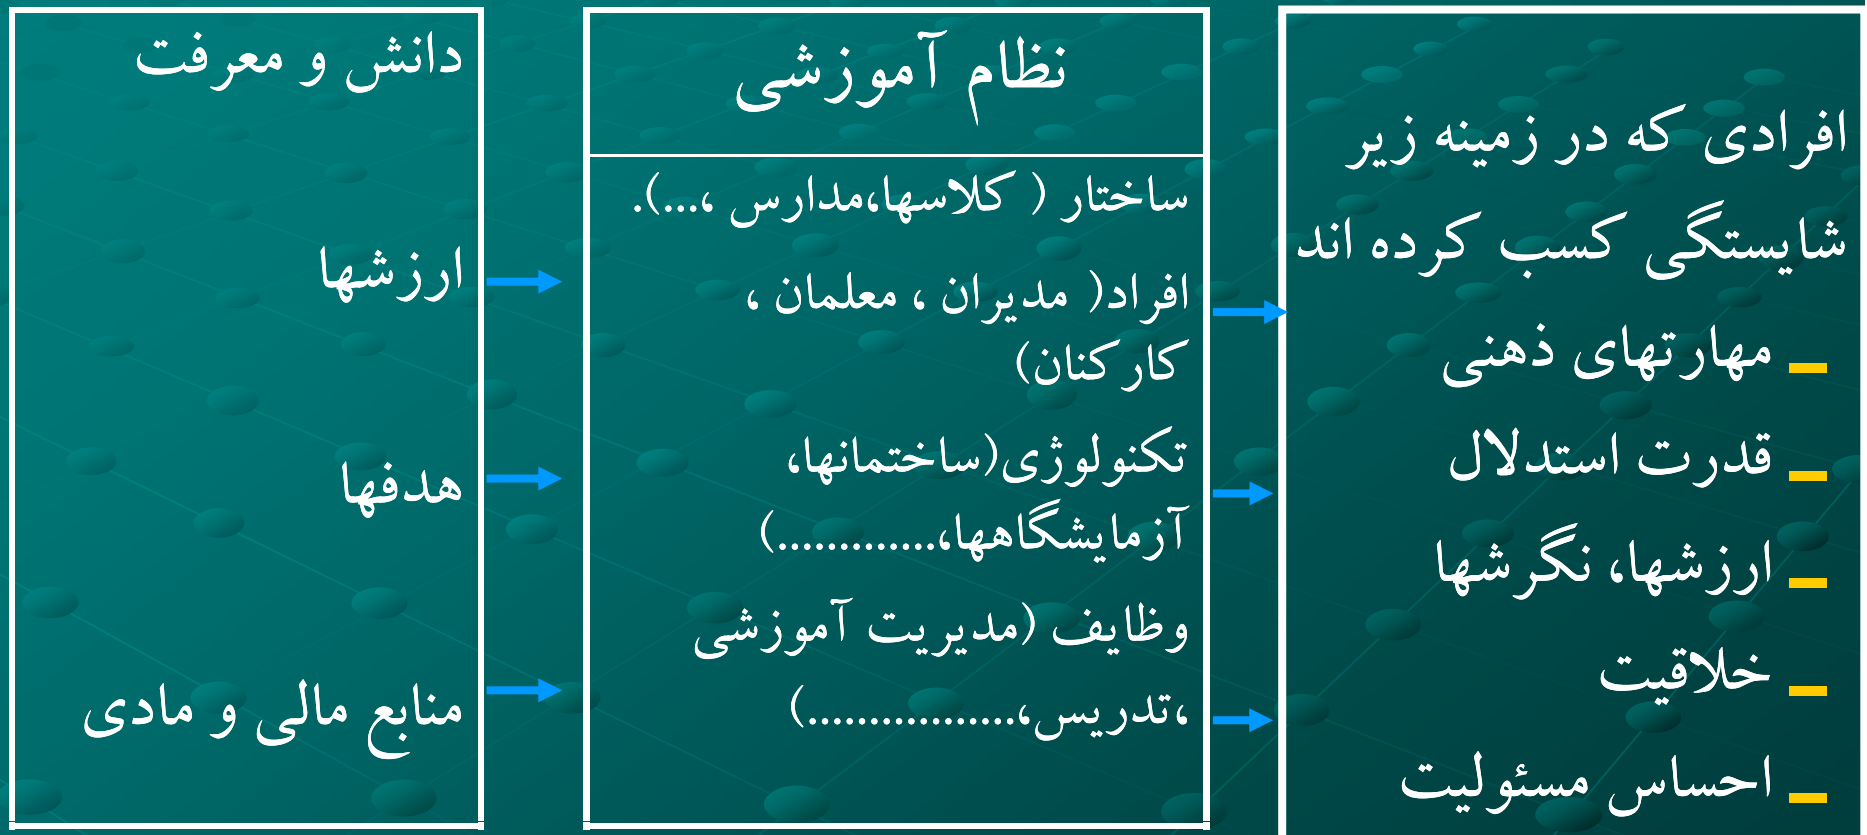 دانش و معرفت
ارزشها
هدفها
منابع مالی و مادی
نظام آموزشی
ساختار ( کلاسها،مدارس ،...).
افراد( مدیران ، معلمان ،
کارکنان)
تکنولوژی(ساختمانها،
آزمایشگاهها،.............)
وظایف (مدیریت آموزشی
،تدریس،.................)
افرادی که در زمینه زیر
شایستگی کسب کرده اند
_ مهارتهای ذهنی
_ قدرت استدلال
_ ارزشها، نگرشها
_ خلاقیت
_ احساس مسئولیت